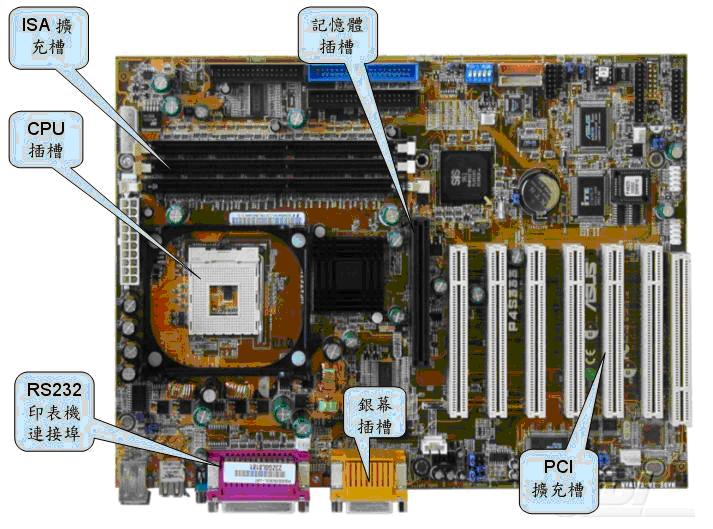 ISA 擴
充槽
記憶體
插槽
CPU
插槽
RS232
印表機
連接埠
銀幕
插槽
PCI
擴充槽
P4S333
ASUS
SiS